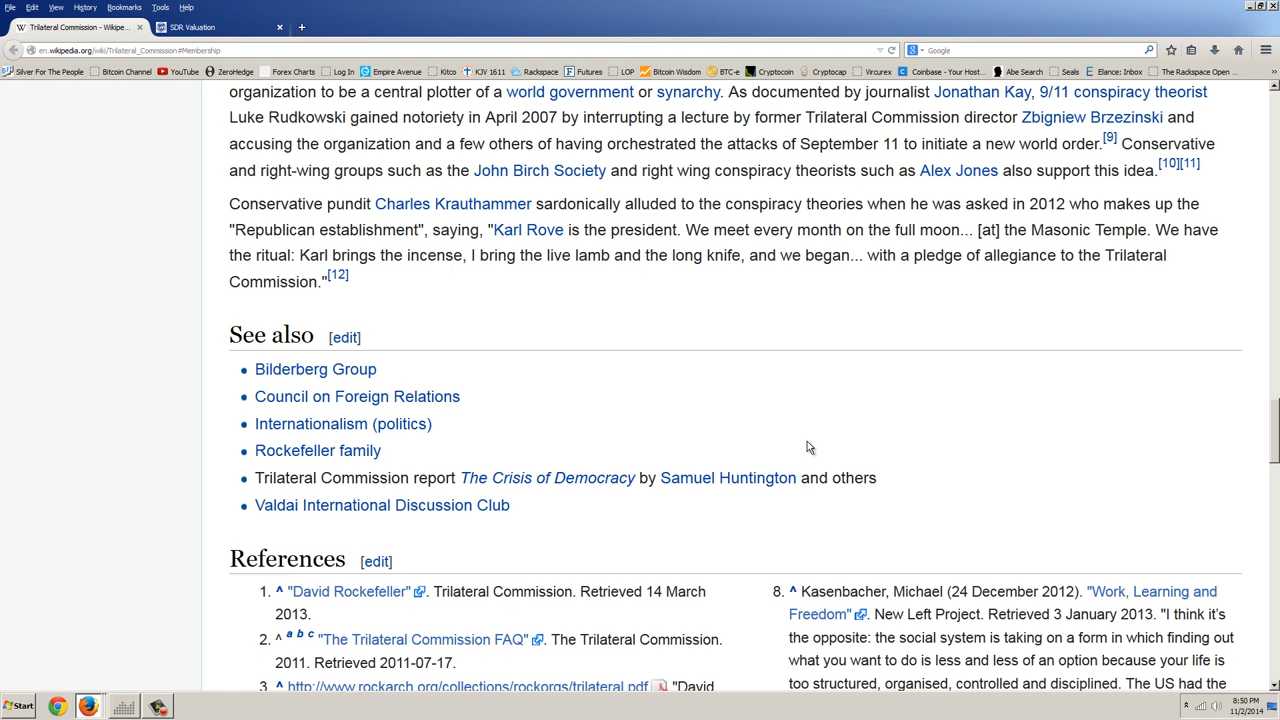 File Edit View History Bookmarks Tools Help
W Trilateral Commission - Wikipe... × SDR Valuation × +
en.wikipedia.org/wiki/Trilateral_Commission#Membership Google
Silver For The People Bitcoin Channel YouTube ZeroHedge Forex Charts Log In Empire Avenue Kitco KJV 1611 Rackspace Futures LOP Bitcoin Wisdom BTC-e Cryptocoin Cryptocap Vircurex Coinbase - Your Host... Abe Search Seals Elance: Inbox The Rackspace Open ...
organization to be a central plotter of a world government or synarchy. As documented by journalist Jonathan Kay, 9/11 conspiracy theorist
Luke Rudkowski gained notoriety in April 2007 by interrupting a lecture by former Trilateral Commission director Zbigniew Brzezinski and
accusing the organization and a few others of having orchestrated the attacks of September 11 to initiate a new world order.[9] Conservative
and right-wing groups such as the John Birch Society and right wing conspiracy theorists such as Alex Jones also support this idea.[10][11]
Conservative pundit Charles Krauthammer sardonically alluded to the conspiracy theories when he was asked in 2012 who makes up the
"Republican establishment", saying, "Karl Rove is the president. We meet every month on the full moon... [at] the Masonic Temple. We have
the ritual: Karl brings the incense, I bring the live lamb and the long knife, and we began... with a pledge of allegiance to the Trilateral
Commission."[12]
See also [edit]
• Bilderberg Group
• Council on Foreign Relations
• Internationalism (politics)
• Rockefeller family
• Trilateral Commission report The Crisis of Democracy by Samuel Huntington and others
• Valdai International Discussion Club
References [edit]
1. ^ "David Rockefeller". Trilateral Commission. Retrieved 14 March
2013.
2. ^ a b c "The Trilateral Commission FAQ". The Trilateral Commission.
2011. Retrieved 2011-07-17.
3. ^ http://www.rockarch.org/collections/rockorgs/trilateral.pdf "David
8. ^ Kasenbacher, Michael (24 December 2012). "Work, Learning and
Freedom". New Left Project. Retrieved 3 January 2013. "I think it's
the opposite: the social system is taking on a form in which finding out
what you want to do is less and less of an option because your life is
too structured, organised, controlled and disciplined. The US had the
Start
8:50 PM
11/2/2014